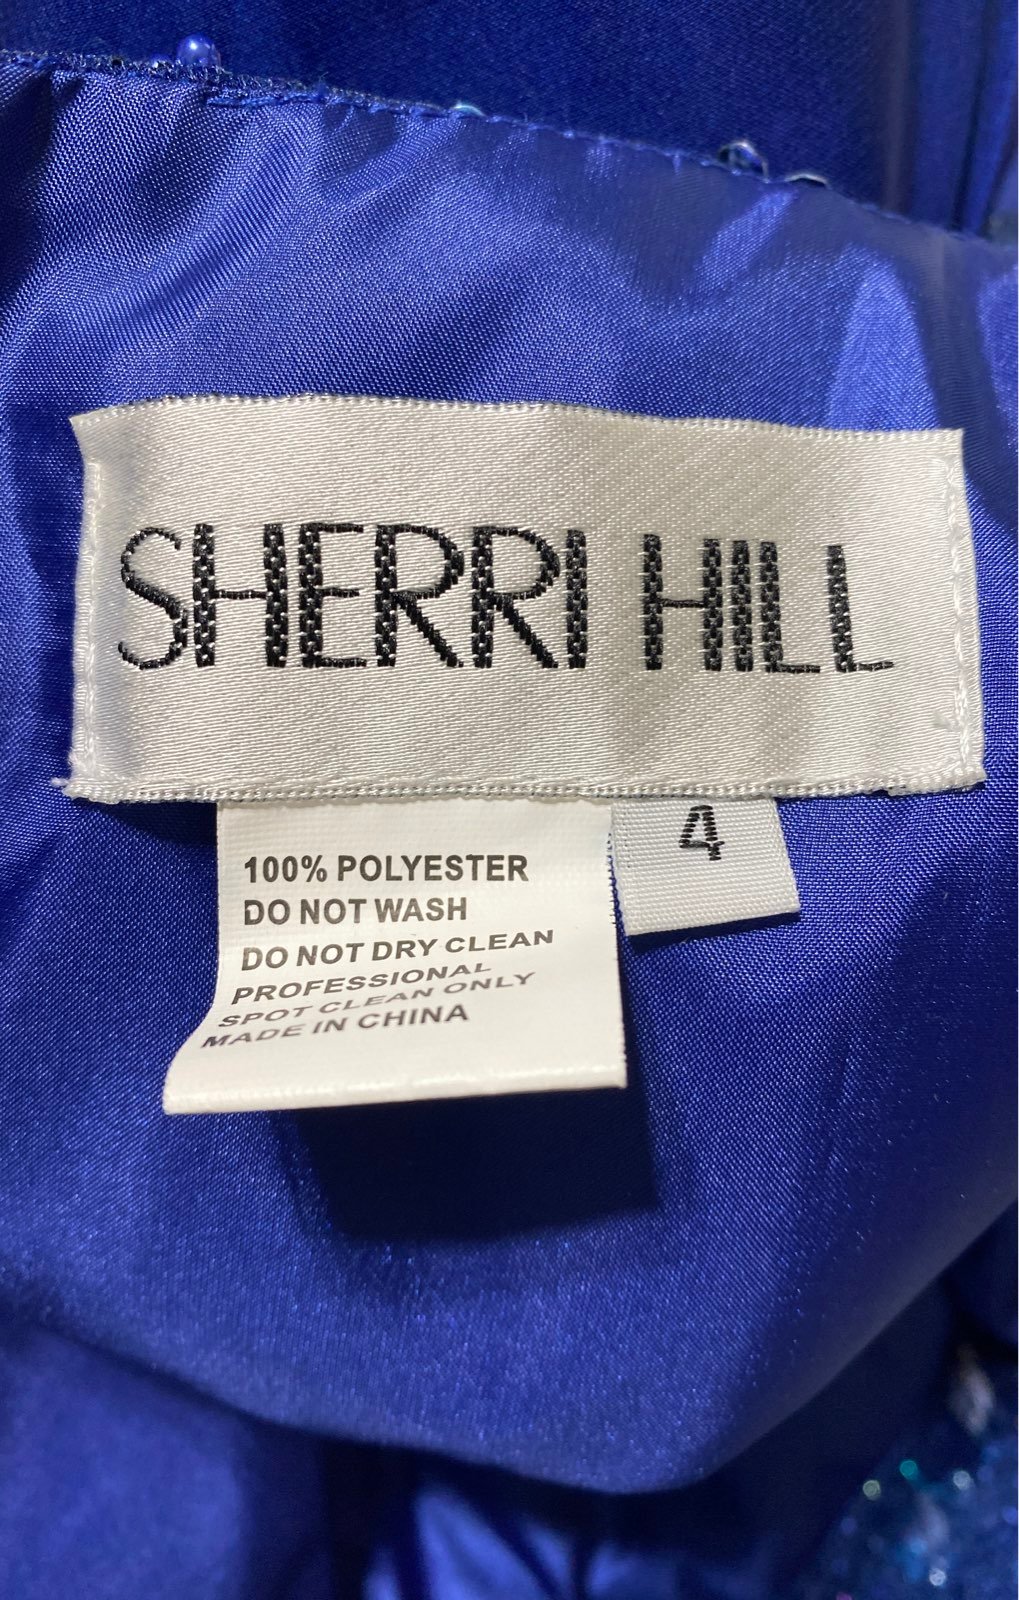 SHERRI HILL
4
100% POLYESTER
DO NOT WASH
DO NOT DRY CLEAN
PROFESSIONAL
SPOT CLEAN ONLY
MADE IN CHINA